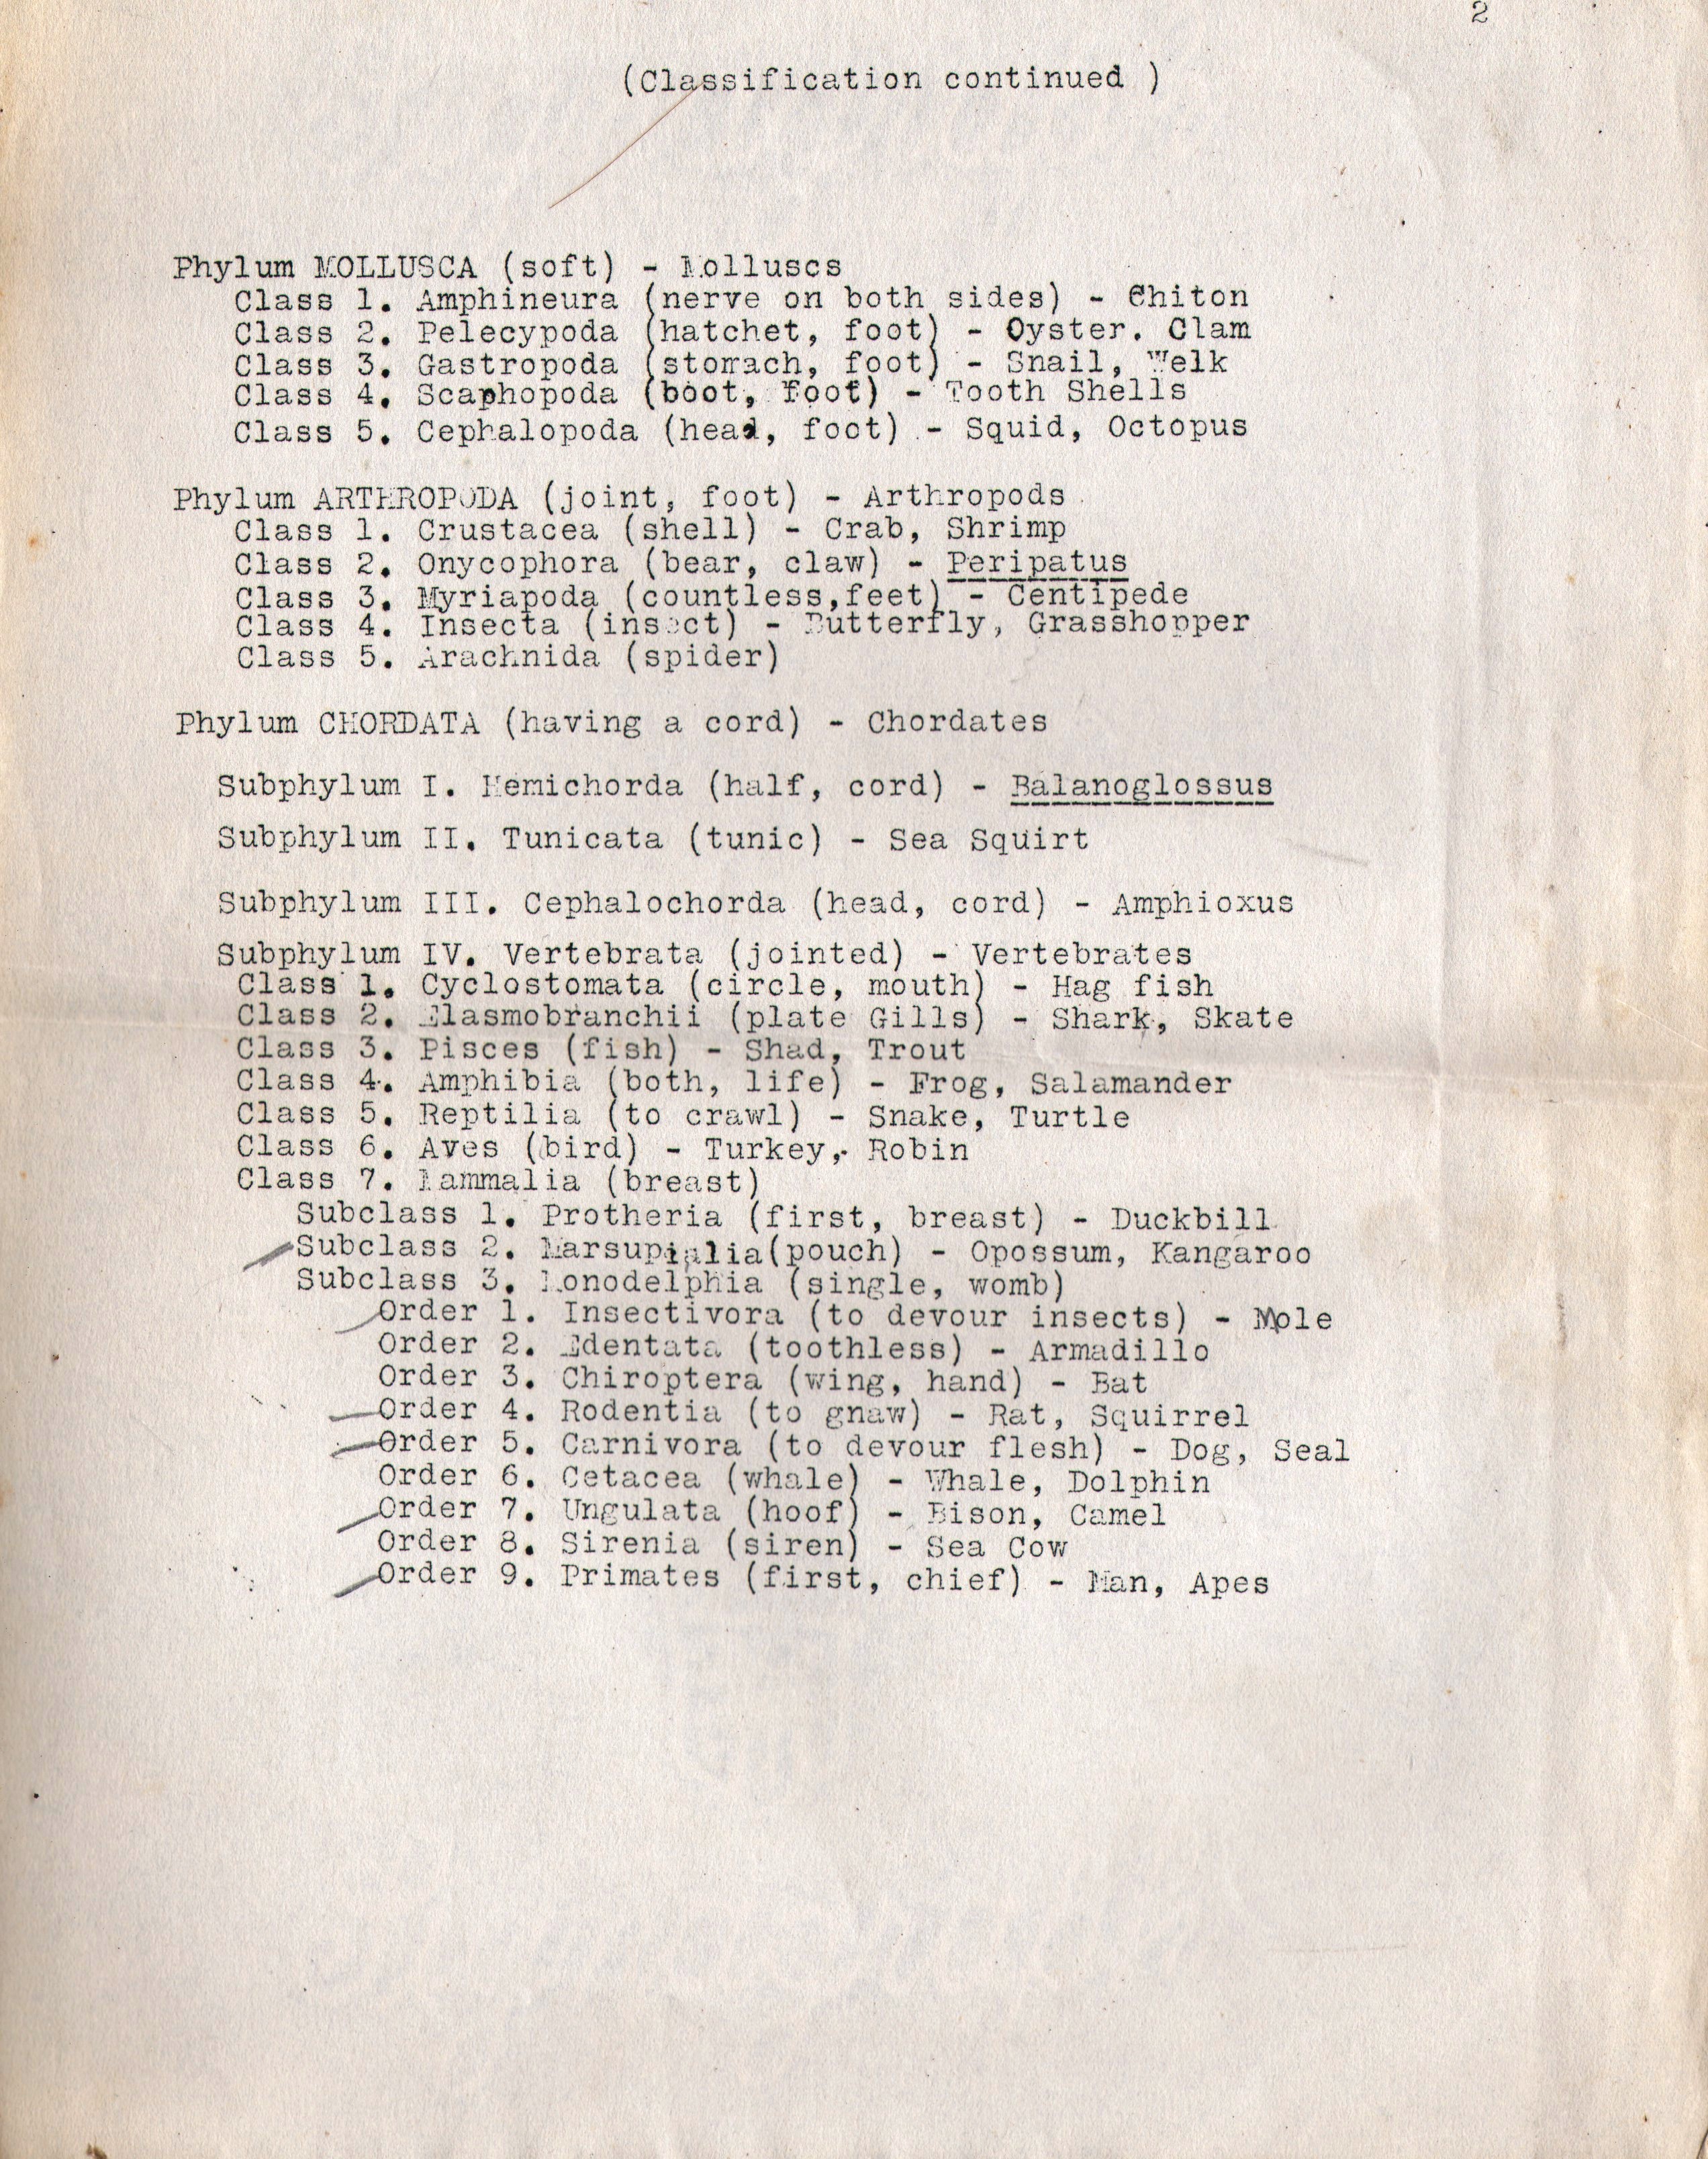 2
(Classification continued )
Phylum MOLLUSCA (soft) - Molluscs
Class 1. Amphineura (nerve on both sides) - Chiton
Class 2. Pelecypoda (hatchet, foot) - Oyster. Clam
Class 3. Gastropoda (stomach, foot) - Snail, Welk
Class 4. Scaphopoda (boot, foot) - Tooth Shells
Class 5. Cephalopoda (head, foot) - Squid, Octopus
Phylum ARTHROPODA (joint, foot) - Arthropods
Class 1. Crustacea (shell) - Crab, Shrimp
Class 2. Onycophora (bear, claw) - Peripatus
Class 3. Myriapoda (countless,feet) - Centipede
Class 4. Insecta (insect) - Butterfly, Grasshopper
Class 5. Arachnida (spider)
Phylum CHORDATA (having a cord) - Chordates
Subphylum I. Hemichorda (half, cord) - Balanoglossus
Subphylum II. Tunicata (tunic) - Sea Squirt
Subphylum III. Cephalochorda (head, cord) - Amphioxus
Subphylum IV. Vertebrata (jointed) - Vertebrates
Class 1. Cyclostomata (circle, mouth) - Hag fish
Class 2. Elasmobranchii (plate Gills) - Shark, Skate
Class 3. Pisces (fish) - Shad, Trout
Class 4. Amphibia (both, life) - Frog, Salamander
Class 5. Reptilia (to crawl) - Snake, Turtle
Class 6. Aves (bird) - Turkey, Robin
Class 7. Mammalia (breast)
Subclass 1. Protheria (first, breast) - Duckbill
Subclass 2. Marsupialia(pouch) - Opossum, Kangaroo
Subclass 3. Monodelphia (single, womb)
Order 1. Insectivora (to devour insects) - Mole
Order 2. Edentata (toothless) - Armadillo
Order 3. Chiroptera (wing, hand) - Bat
Order 4. Rodentia (to gnaw) - Rat, Squirrel
Order 5. Carnivora (to devour flesh) - Dog, Seal
Order 6. Cetacea (whale) - Whale, Dolphin
Order 7. Ungulata (hoof) - Bison, Camel
Order 8. Sirenia (siren) - Sea Cow
Order 9. Primates (first, chief) - Man, Apes